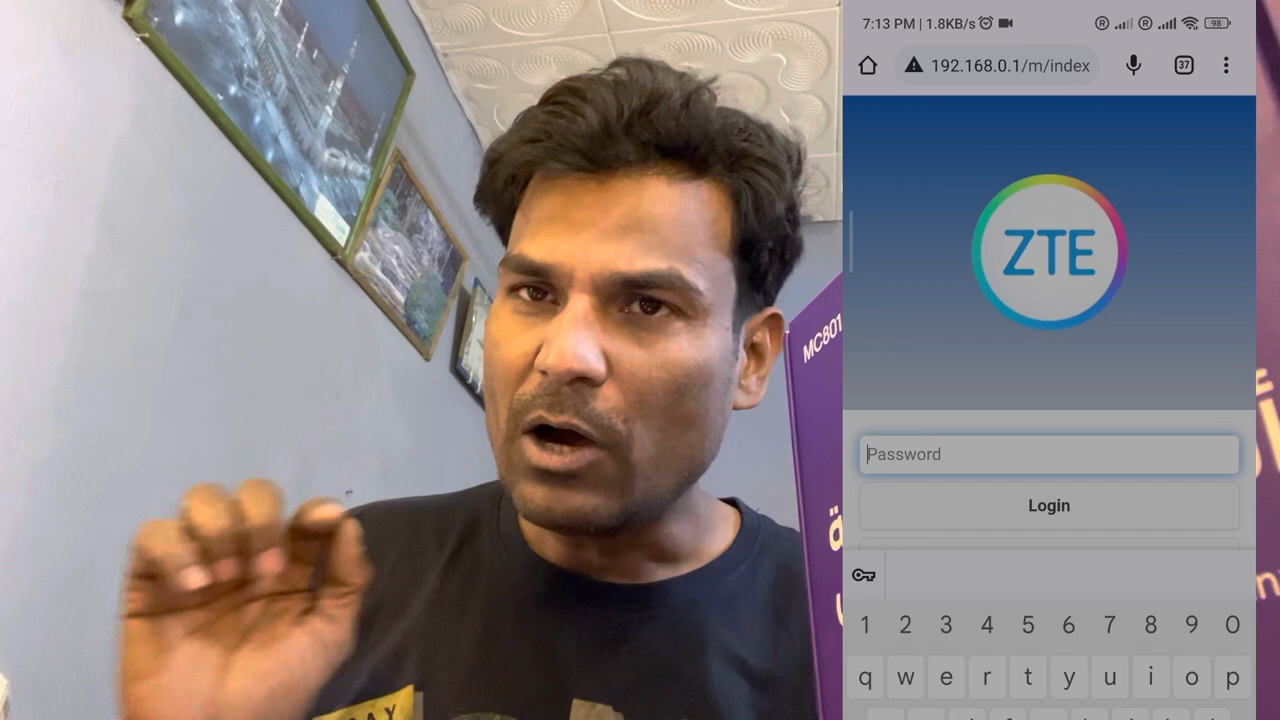 7:13 PM | 1.8KB/s
98
192.168.0.1/m/index
37
ZTE
Password
Login
1 2 3 4 5 6 7 8 9 0
q w e r t y u i o p
MC801
AY